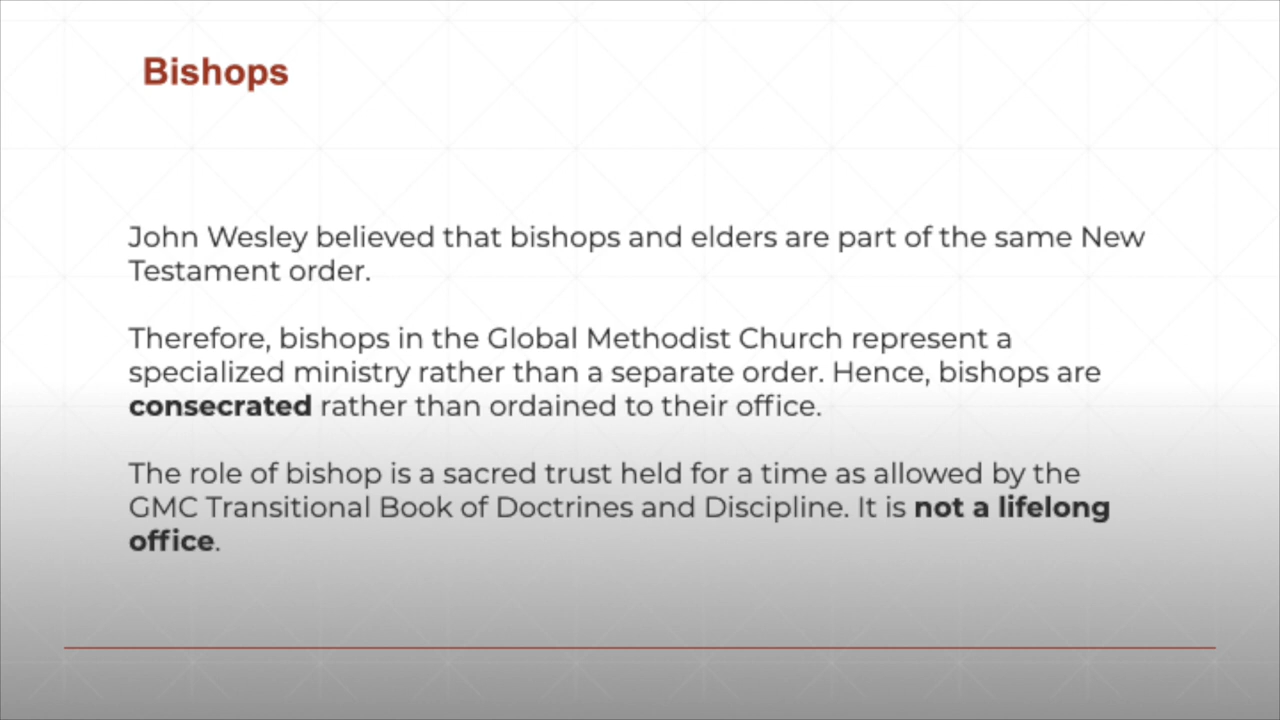 Bishops
John Wesley believed that bishops and elders are part of the same New
Testament order.
Therefore, bishops in the Global Methodist Church represent a
specialized ministry rather than a separate order. Hence, bishops are
consecrated rather than ordained to their office.
The role of bishop is a sacred trust held for a time as allowed by the
GMC Transitional Book of Doctrines and Discipline. It is not a lifelong
office.